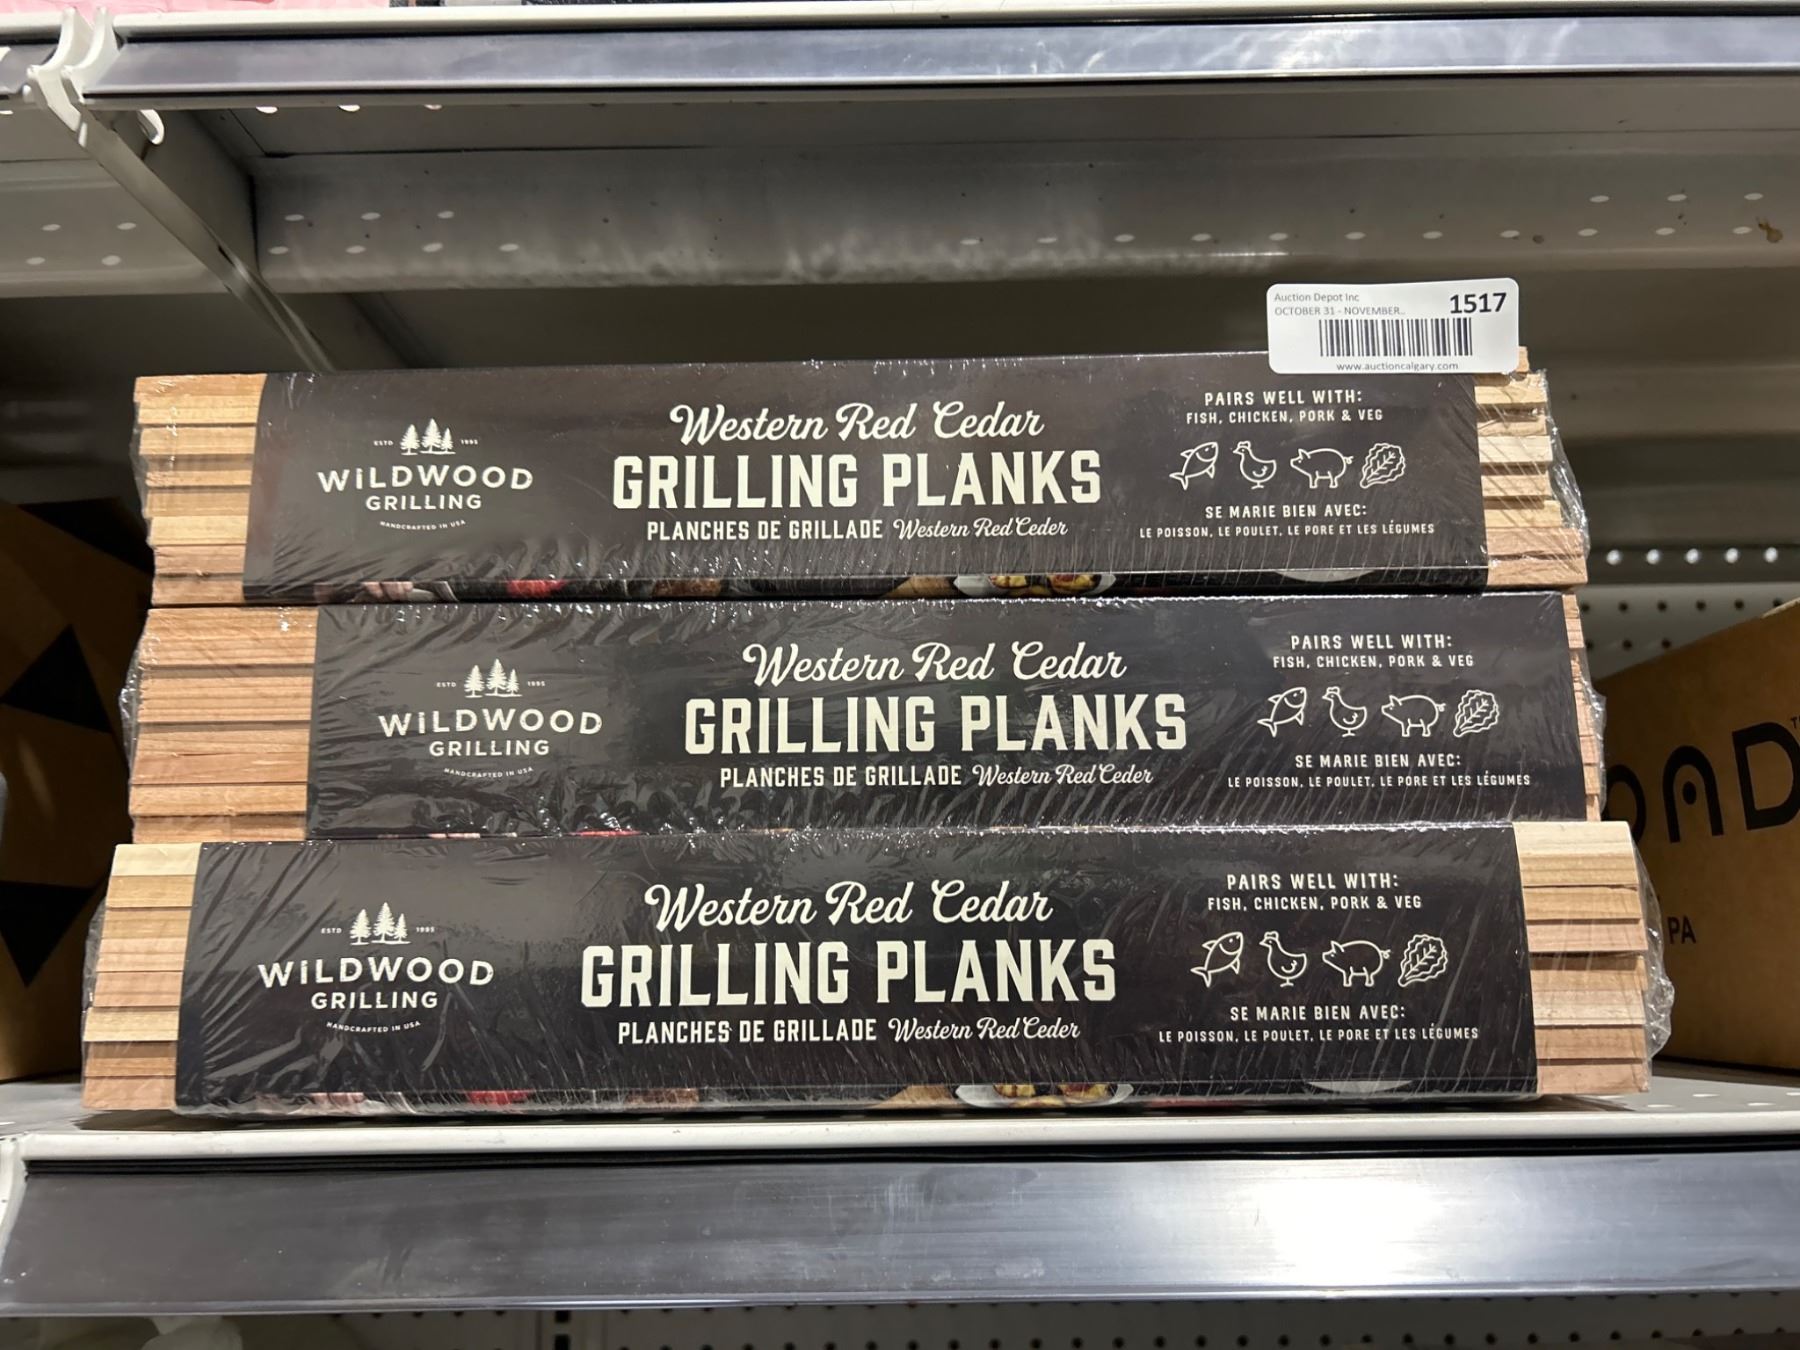 Auction Depot Inc
1517
OCTOBER 31 - NOVEMBER..
www.auctioncalgary.com
ESTD 1995
WiLDWOOD
GRILLING
HANDCRAFTED IN USA
Western Red Cedar
GRILLING PLANKS
PLANCHES DE GRILLADE Western Red Ceder
PAIRS WELL WITH:
FISH, CHICKEN, PORK & VEG
SE MARIE BIEN AVEC:
LE POISSON, LE POULET, LE PORE ET LES LÉGUMES
ESTD 1995
WiLDWOOD
GRILLING
HANDCRAFTED IN USA
Western Red Cedar
GRILLING PLANKS
PLANCHES DE GRILLADE Western Red Ceder
PAIRS WELL WITH:
FISH, CHICKEN, PORK & VEG
SE MARIE BIEN AVEC:
LE POISSON, LE POULET, LE PORE ET LES LÉGUMES
ESTD 1995
WiLDWOOD
GRILLING
HANDCRAFTED IN USA
Western Red Cedar
GRILLING PLANKS
PLANCHES DE GRILLADE Western Red Ceder
PAIRS WELL WITH:
FISH, CHICKEN, PORK & VEG
SE MARIE BIEN AVEC:
LE POISSON, LE POULET, LE PORE ET LES LÉGUMES
PA